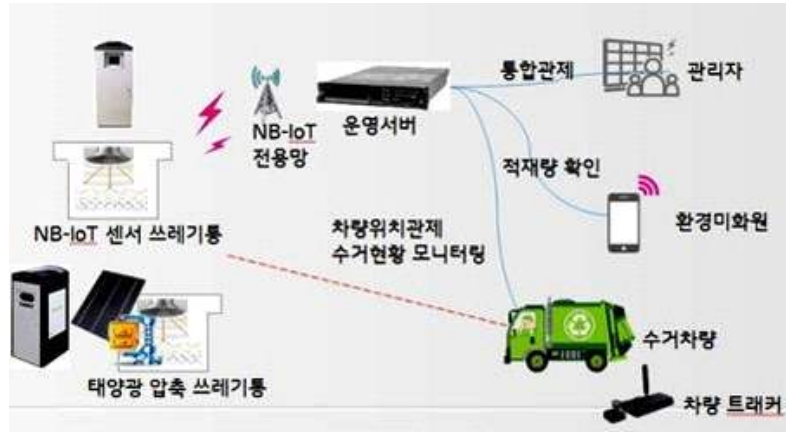 통합관제
관리자
NB-IoT
전용망
운영서버
적재량 확인
환경미화원
NB-IoT 센서 쓰레기통
차량위치관제
수거현황 모니터링
수거차량
태양광 압축 쓰레기통
차량 트래커